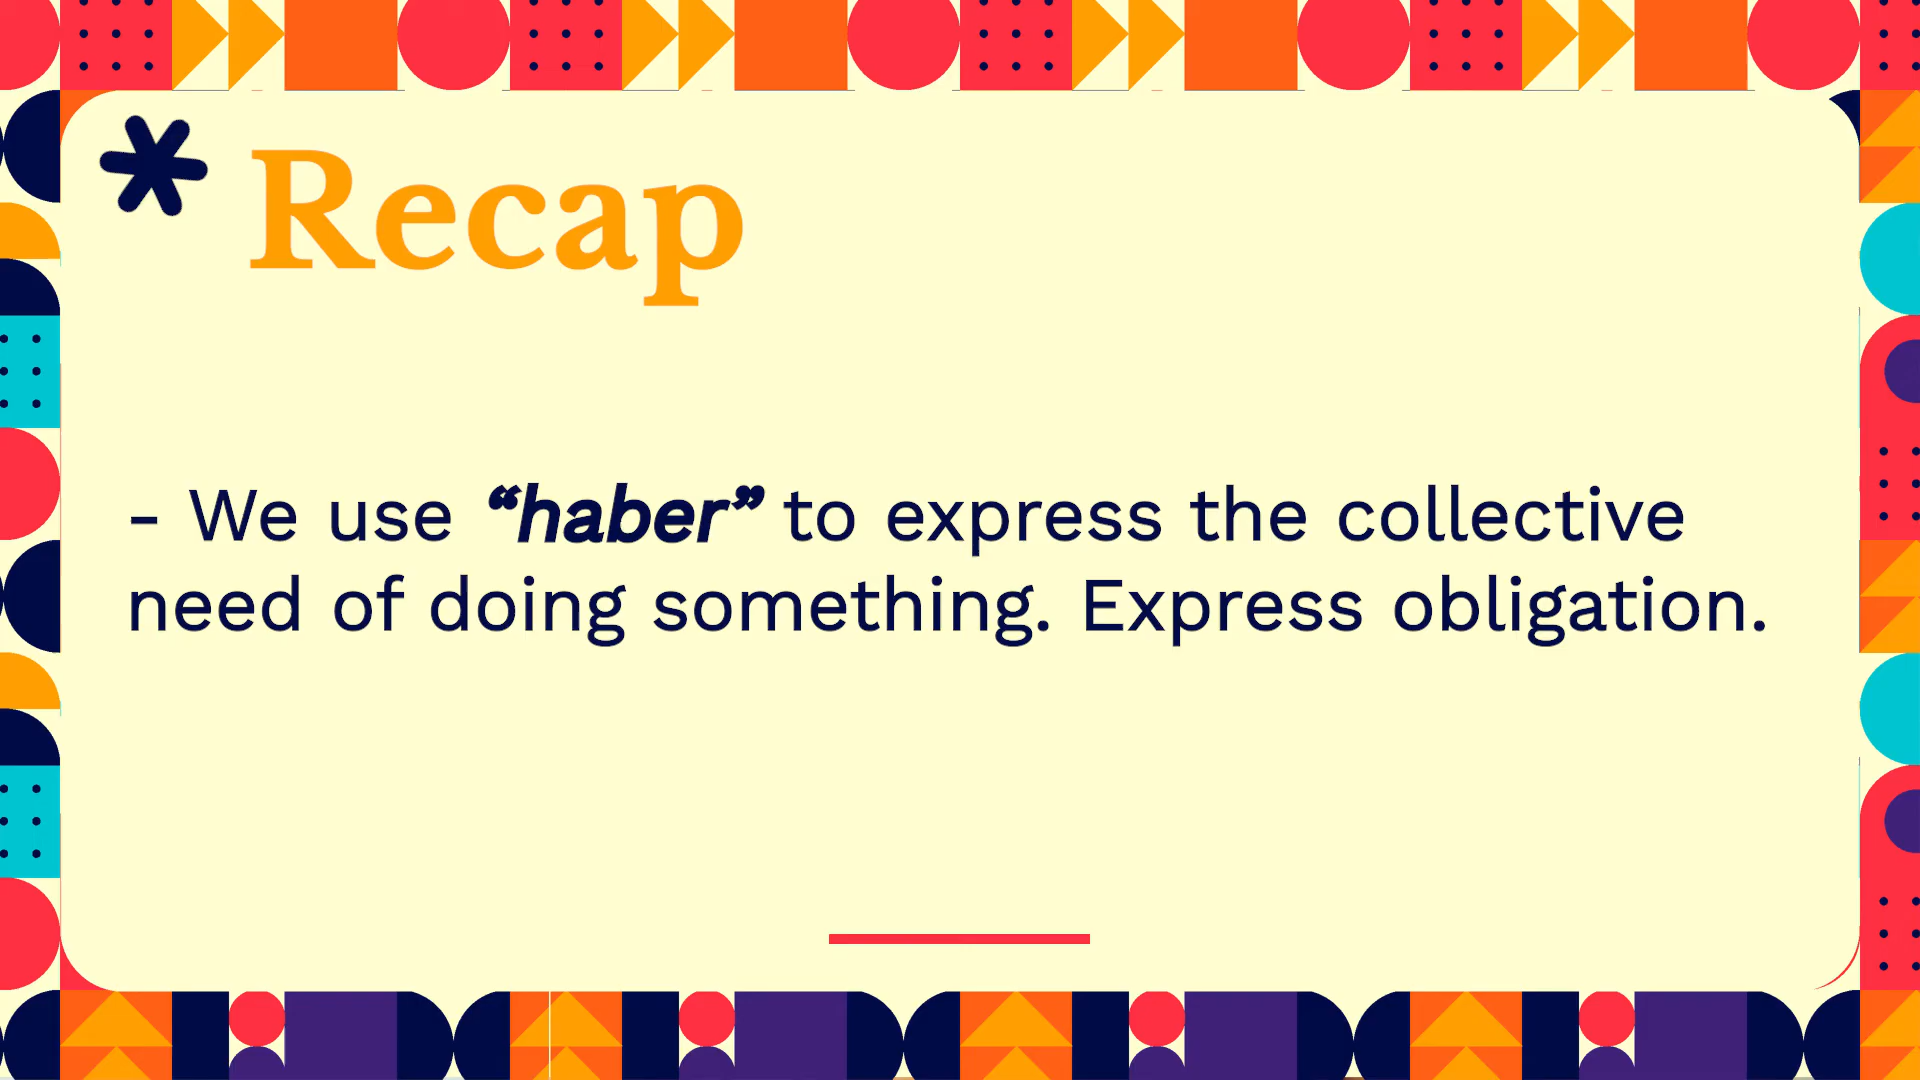 * Recap
- We use “haber” to express the collective
need of doing something. Express obligation.